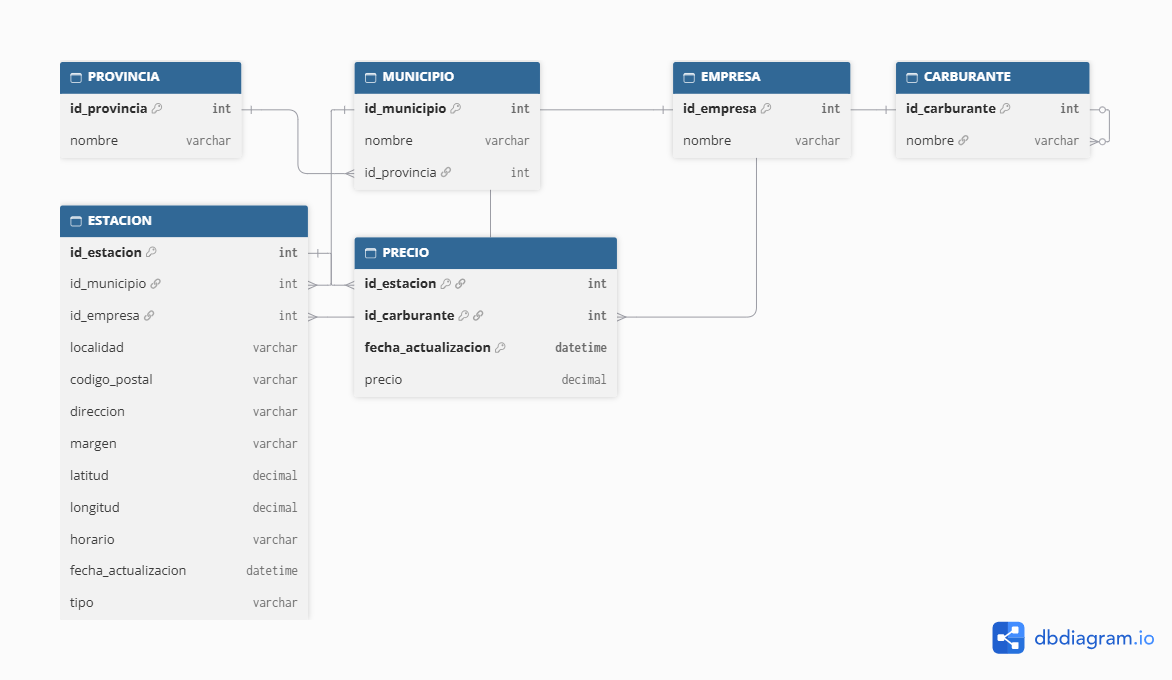 PROVINCIA
id_provincia int
nombre varchar
MUNICIPIO
id_municipio int
nombre varchar
id_provincia int
EMPRESA
id_empresa int
nombre varchar
CARBURANTE
id_carburante int
nombre varchar
ESTACION
id_estacion int
id_municipio int
id_empresa int
localidad varchar
codigo_postal varchar
direccion varchar
margen varchar
latitud decimal
longitud decimal
horario varchar
fecha_actualizacion datetime
tipo varchar
PRECIO
id_estacion int
id_carburante int
fecha_actualizacion datetime
precio decimal
dbdiagram.io